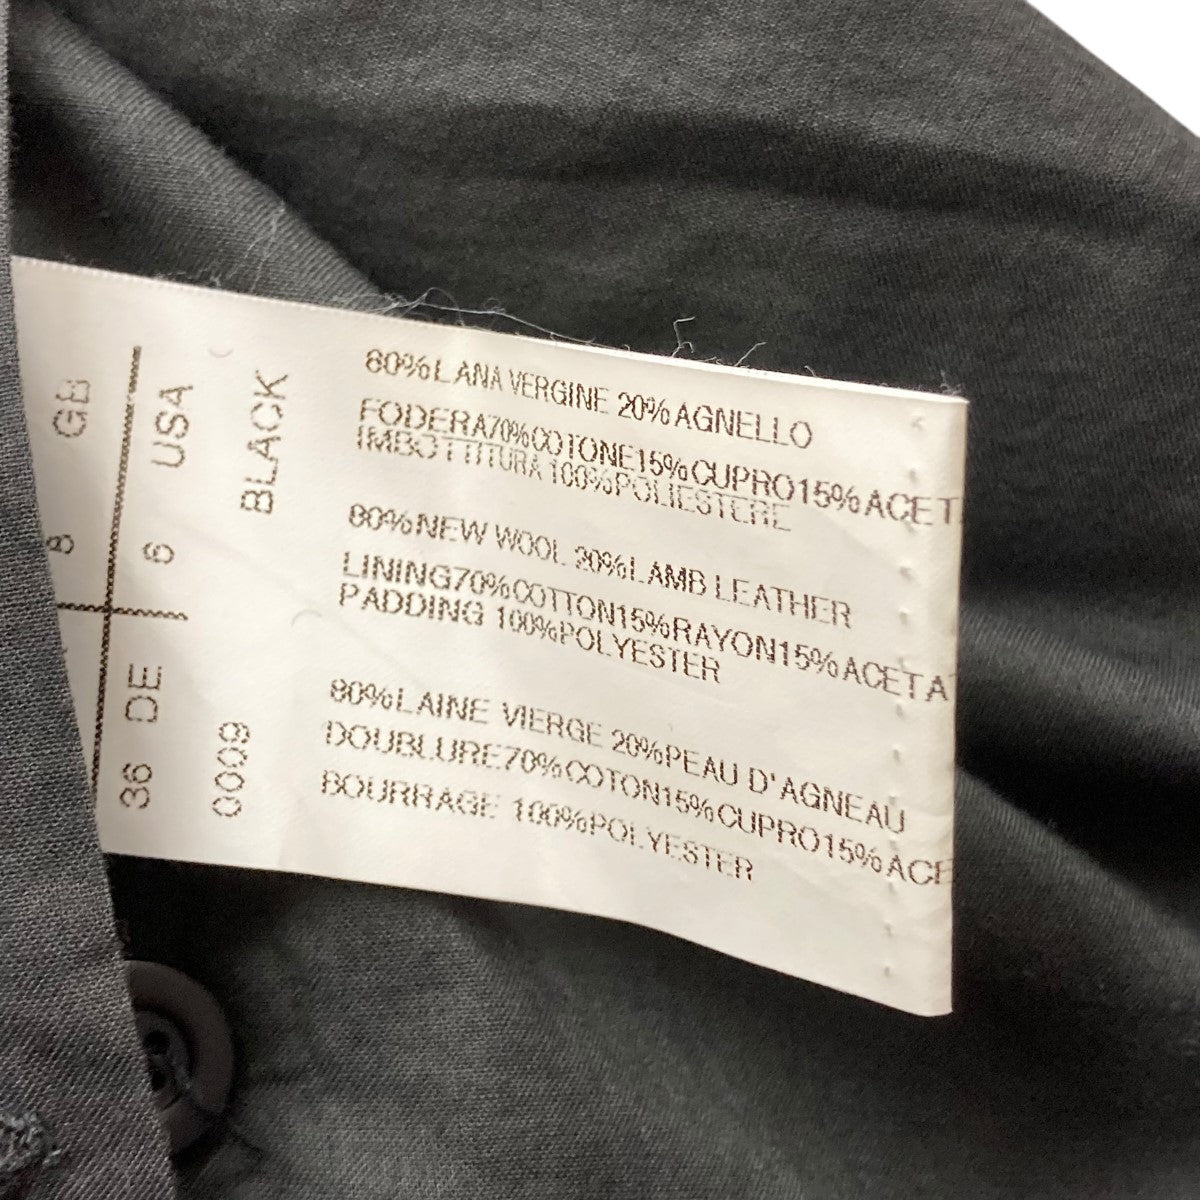 80%LANA VERGINE 20%AGNELLO
FODERA70%COTONE15%CUPRO15%ACET
IMBOTTITURA 100%POLIESTERE
80%NEW WOOL 20%LAMB LEATHER
LINING70%COTTON15%RAYON15%ACETA
PADDING 100%POLYESTER
80%LAINE VIERGE 20%PEAU D'AGNEAU
DOUBLURE70%COTON15%CUPRO15%ACE
BOURRAGE 100%POLYESTER
GB
8
USA
6
DE
36
BLACK
0009